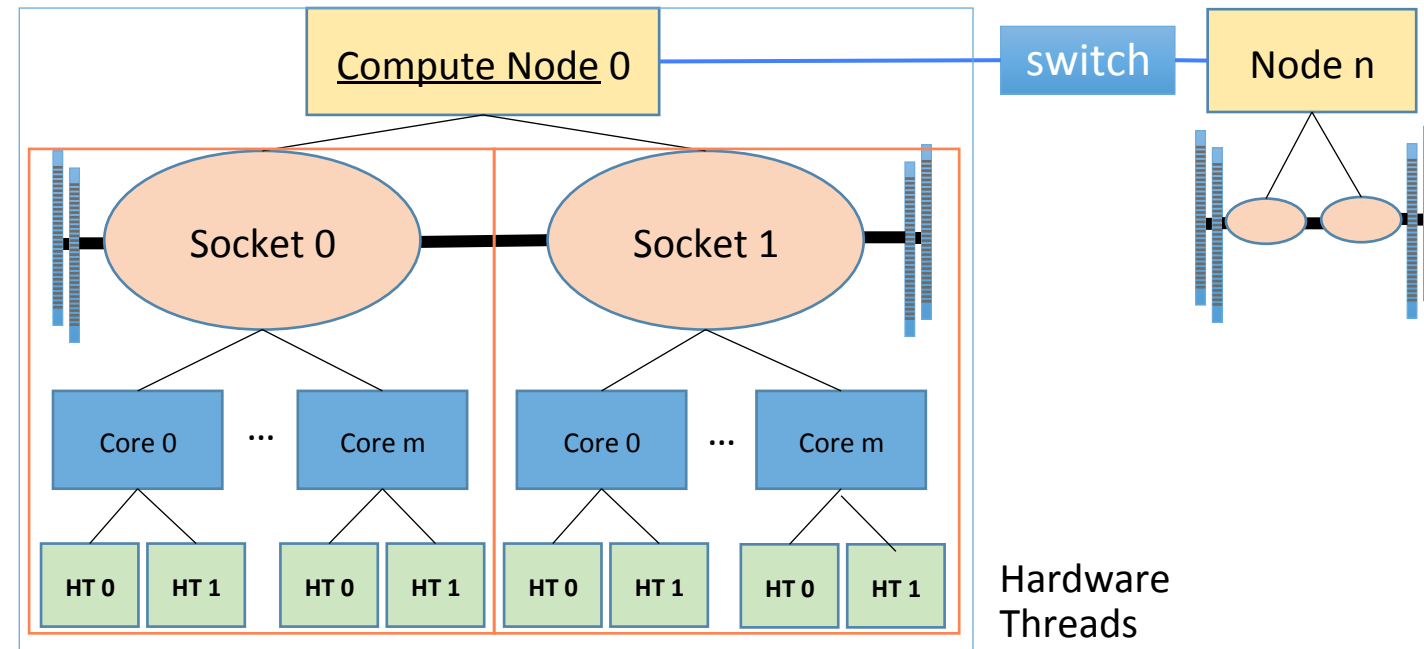 Compute Node 0
switch
Node n
Socket 0
Socket 1
Core 0
...
Core m
Core 0
...
Core m
HT 0
HT 1
HT 0
HT 1
HT 0
HT 1
HT 0
HT 1
Hardware
Threads